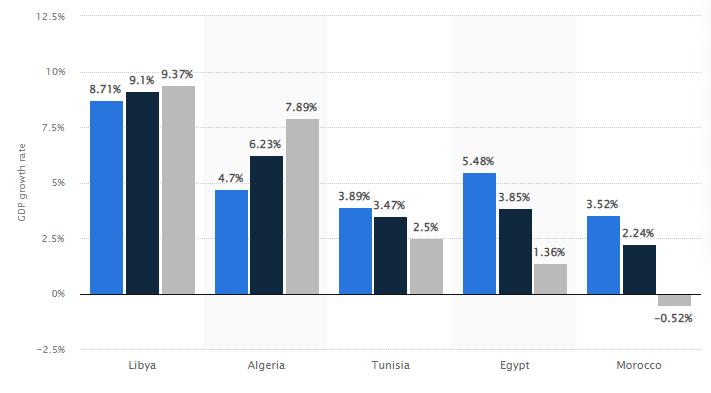 12.5%
10%
7.5%
5%
2.5%
0%
−2.5%
GDP growth rate
8.71% 9.1% 9.37%
4.7% 6.23% 7.89%
3.89% 3.47% 2.5%
5.48% 3.85% 1.36%
3.52% 2.24% −0.52%
Libya Algeria Tunisia Egypt Morocco